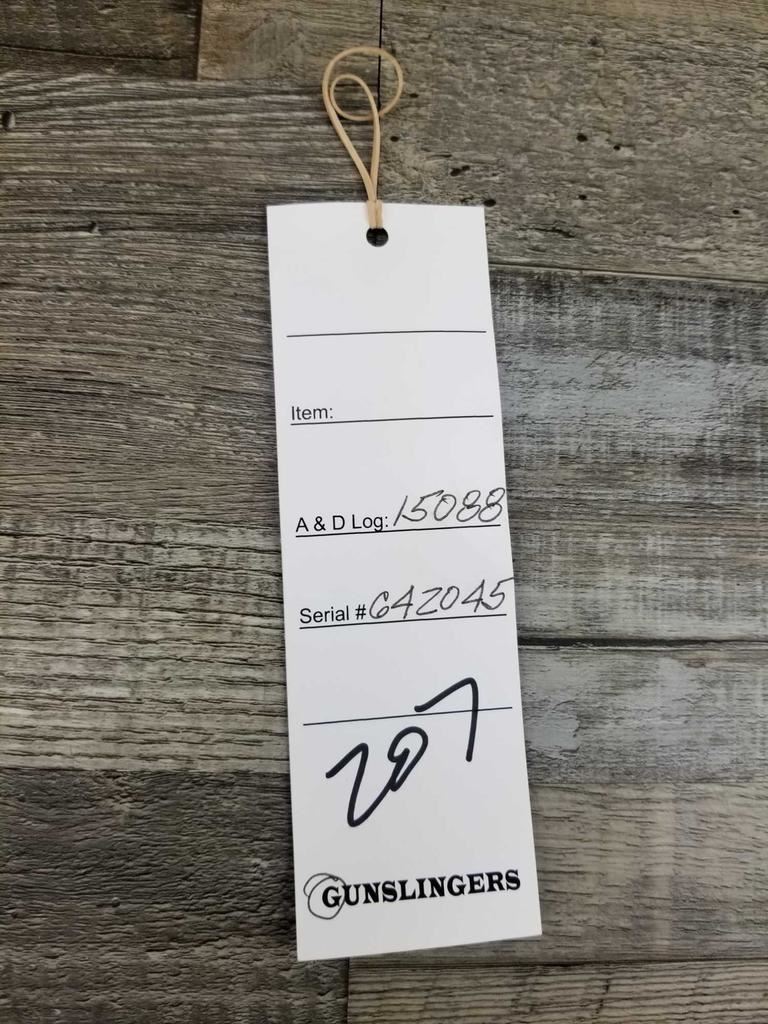 Item:
A & D Log: 15088
Serial # 642045
207
GUNSLINGERS